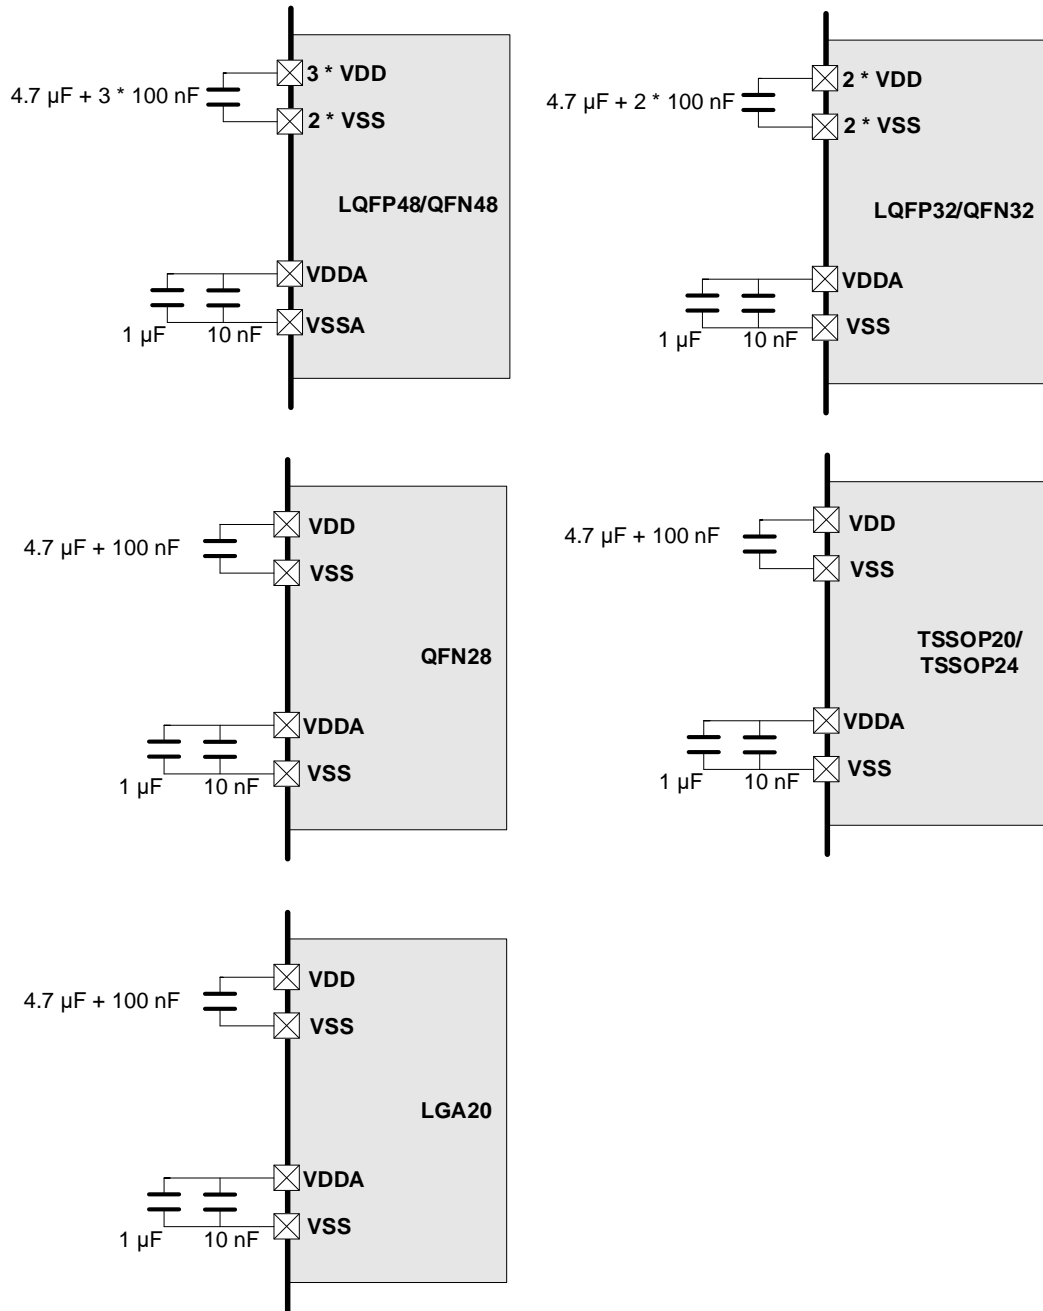 4.7 µF + 3 * 100 nF
3 * VDD
2 * VSS
LQFP48/QFN48
VDDA
VSSA
1 µF
10 nF
4.7 µF + 2 * 100 nF
2 * VDD
2 * VSS
LQFP32/QFN32
VDDA
VSS
1 µF
10 nF
4.7 µF + 100 nF
VDD
VSS
QFN28
VDDA
VSS
1 µF
10 nF
4.7 µF + 100 nF
VDD
VSS
TSSOP20/
TSSOP24
VDDA
VSS
1 µF
10 nF
4.7 µF + 100 nF
VDD
VSS
LGA20
VDDA
VSS
1 µF
10 nF